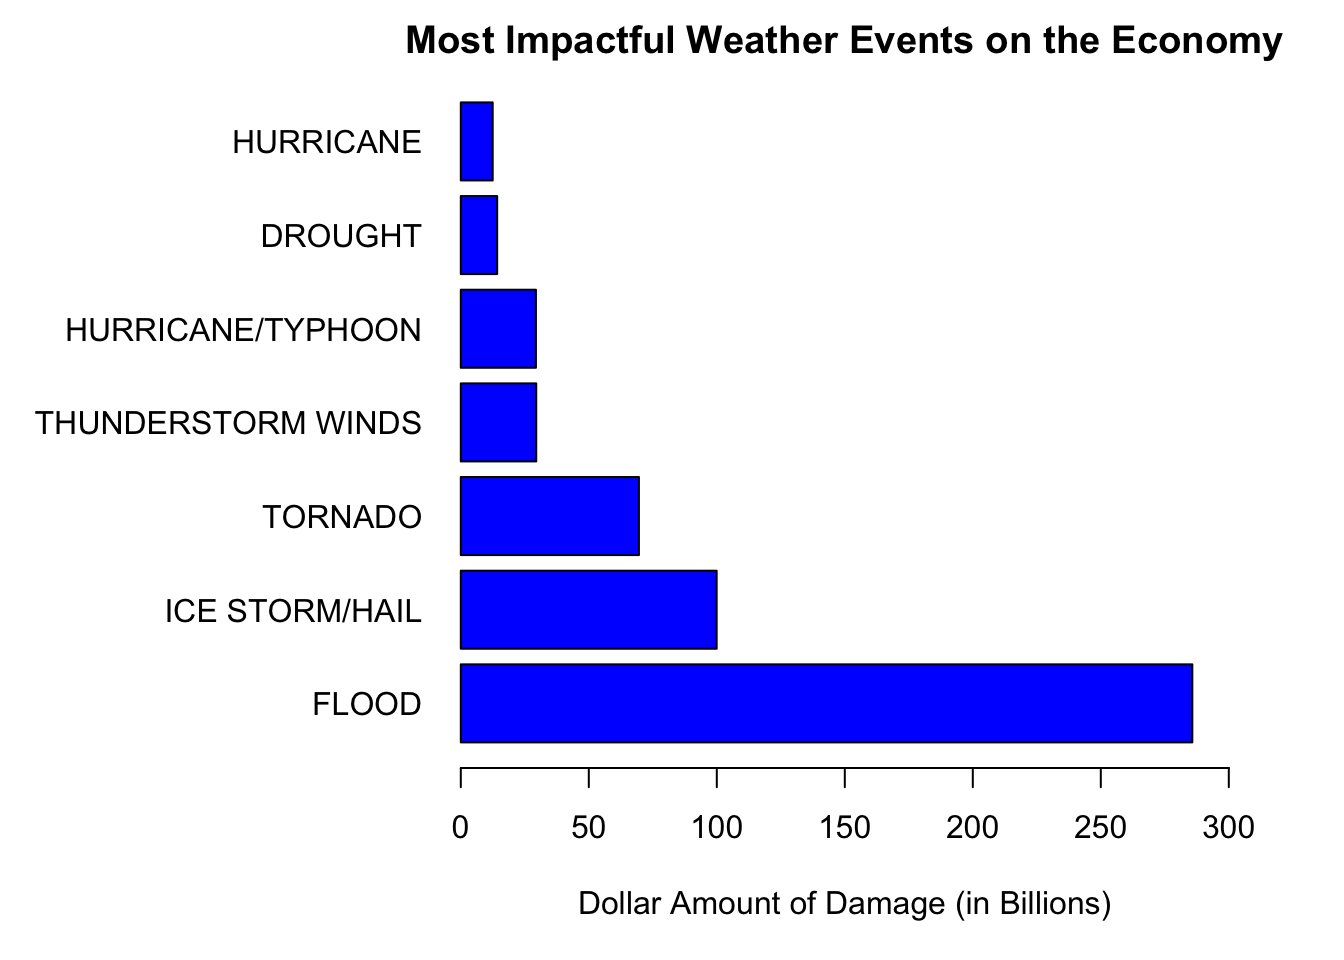 Most Impactful Weather Events on the Economy
HURRICANE
DROUGHT
HURRICANE/TYPHOON
THUNDERSTORM WINDS
TORNADO
ICE STORM/HAIL
FLOOD
0 50 100 150 200 250 300
Dollar Amount of Damage (in Billions)